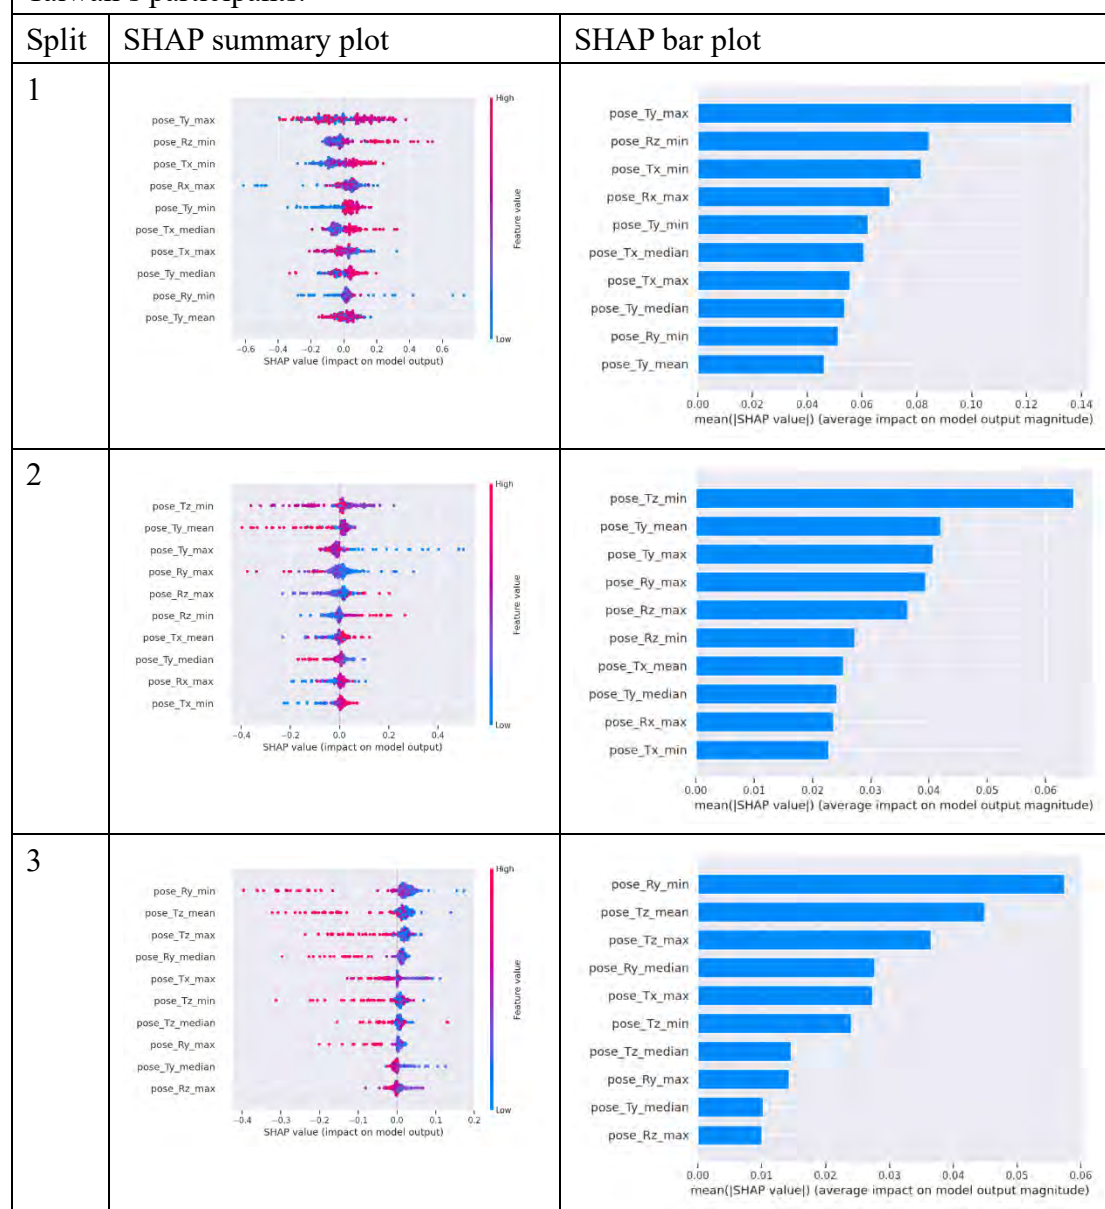 Taiwan's participants.
Split SHAP summary plot SHAP bar plot
1
High
pose_Ty_max
pose_Rz_min
pose_Tx_min
pose_Rx_max
pose_Ty_min
pose_Tx_median
pose_Tx_max
pose_Ty_median
pose_Ry_min
pose_Ty_mean
Feature value
Low
−0.6 −0.4 −0.2 0.0 0.2 0.4 0.6
SHAP value (impact on model output)
pose_Ty_max
pose_Rz_min
pose_Tx_min
pose_Rx_max
pose_Ty_min
pose_Tx_median
pose_Tx_max
pose_Ty_median
pose_Ry_min
pose_Ty_mean
0.00 0.02 0.04 0.06 0.08 0.10 0.12 0.14
mean(|SHAP value|) (average impact on model output magnitude)
2
High
pose_Tz_min
pose_Ty_mean
pose_Ty_max
pose_Ry_max
pose_Rz_max
pose_Rz_min
pose_Tx_mean
pose_Ty_median
pose_Rx_max
pose_Tx_min
Feature value
Low
−0.4 −0.2 0.0 0.2 0.4
SHAP value (impact on model output)
pose_Tz_min
pose_Ty_mean
pose_Ty_max
pose_Ry_max
pose_Rz_max
pose_Rz_min
pose_Tx_mean
pose_Ty_median
pose_Rx_max
pose_Tx_min
0.00 0.01 0.02 0.03 0.04 0.05 0.06
mean(|SHAP value|) (average impact on model output magnitude)
3
High
pose_Ry_min
pose_Tz_mean
pose_Tz_max
pose_Ry_median
pose_Tx_max
pose_Tz_min
pose_Tz_median
pose_Ry_max
pose_Ty_median
pose_Rz_max
Feature value
Low
−0.4 −0.3 −0.2 −0.1 0.0 0.1 0.2
SHAP value (impact on model output)
pose_Ry_min
pose_Tz_mean
pose_Tz_max
pose_Ry_median
pose_Tx_max
pose_Tz_min
pose_Tz_median
pose_Ry_max
pose_Ty_median
pose_Rz_max
0.00 0.01 0.02 0.03 0.04 0.05 0.06
mean(|SHAP value|) (average impact on model output magnitude)